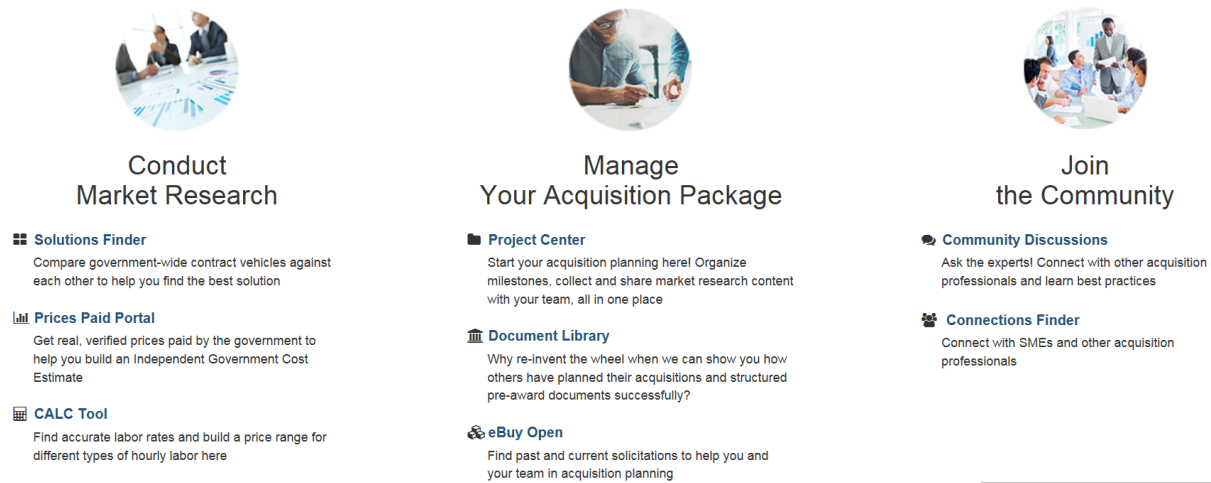 Conduct
Market Research
Solutions Finder
Compare government-wide contract vehicles against
each other to help you find the best solution
Prices Paid Portal
Get real, verified prices paid by the government to
help you build an Independent Government Cost
Estimate
CALC Tool
Find accurate labor rates and build a price range for
different types of hourly labor here
Manage
Your Acquisition Package
Project Center
Start your acquisition planning here! Organize
milestones, collect and share market research content
with your team, all in one place
Document Library
Why re-invent the wheel when we can show you how
others have planned their acquisitions and structured
pre-award documents successfully?
eBuy Open
Find past and current solicitations to help you and
your team in acquisition planning
Join
the Community
Community Discussions
Ask the experts! Connect with other acquisition
professionals and learn best practices
Connections Finder
Connect with SMEs and other acquisition
professionals